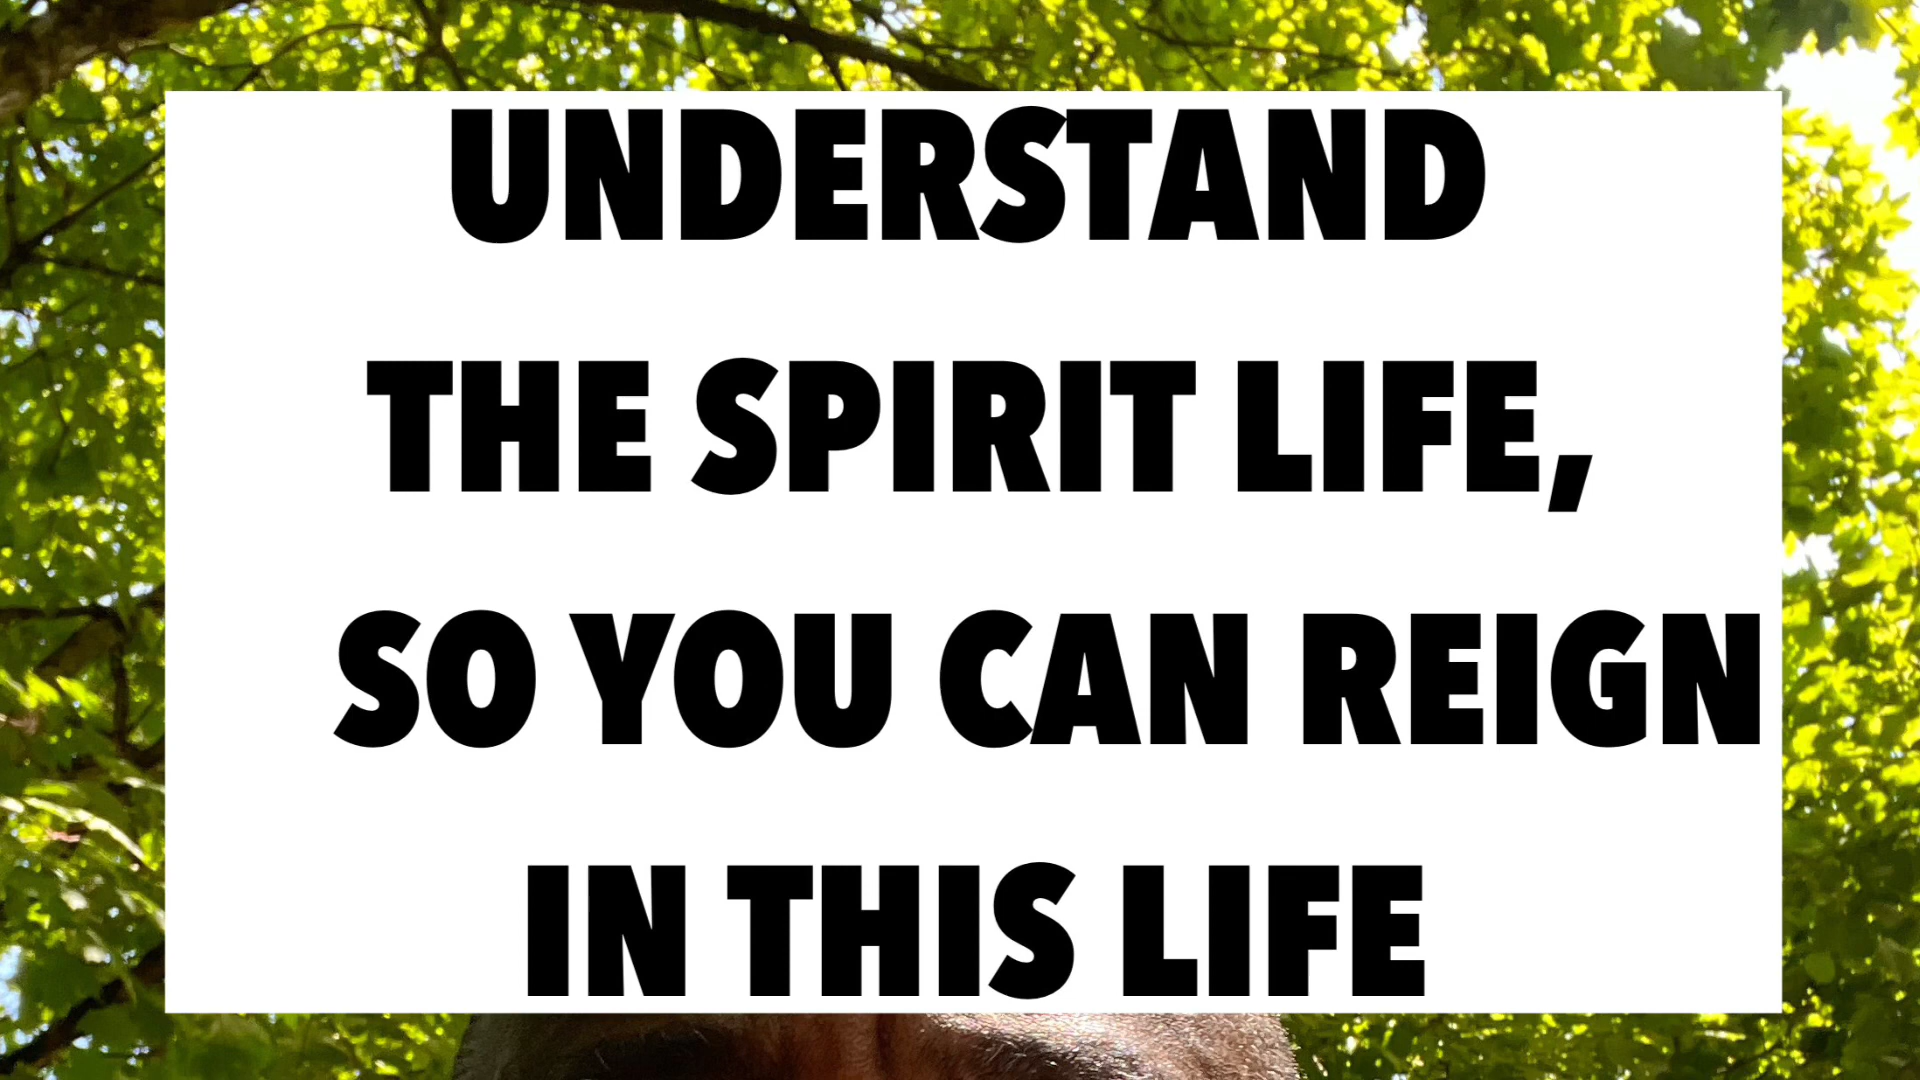 UNDERSTAND
THE SPIRIT LIFE,
SO YOU CAN REIGN
IN THIS LIFE